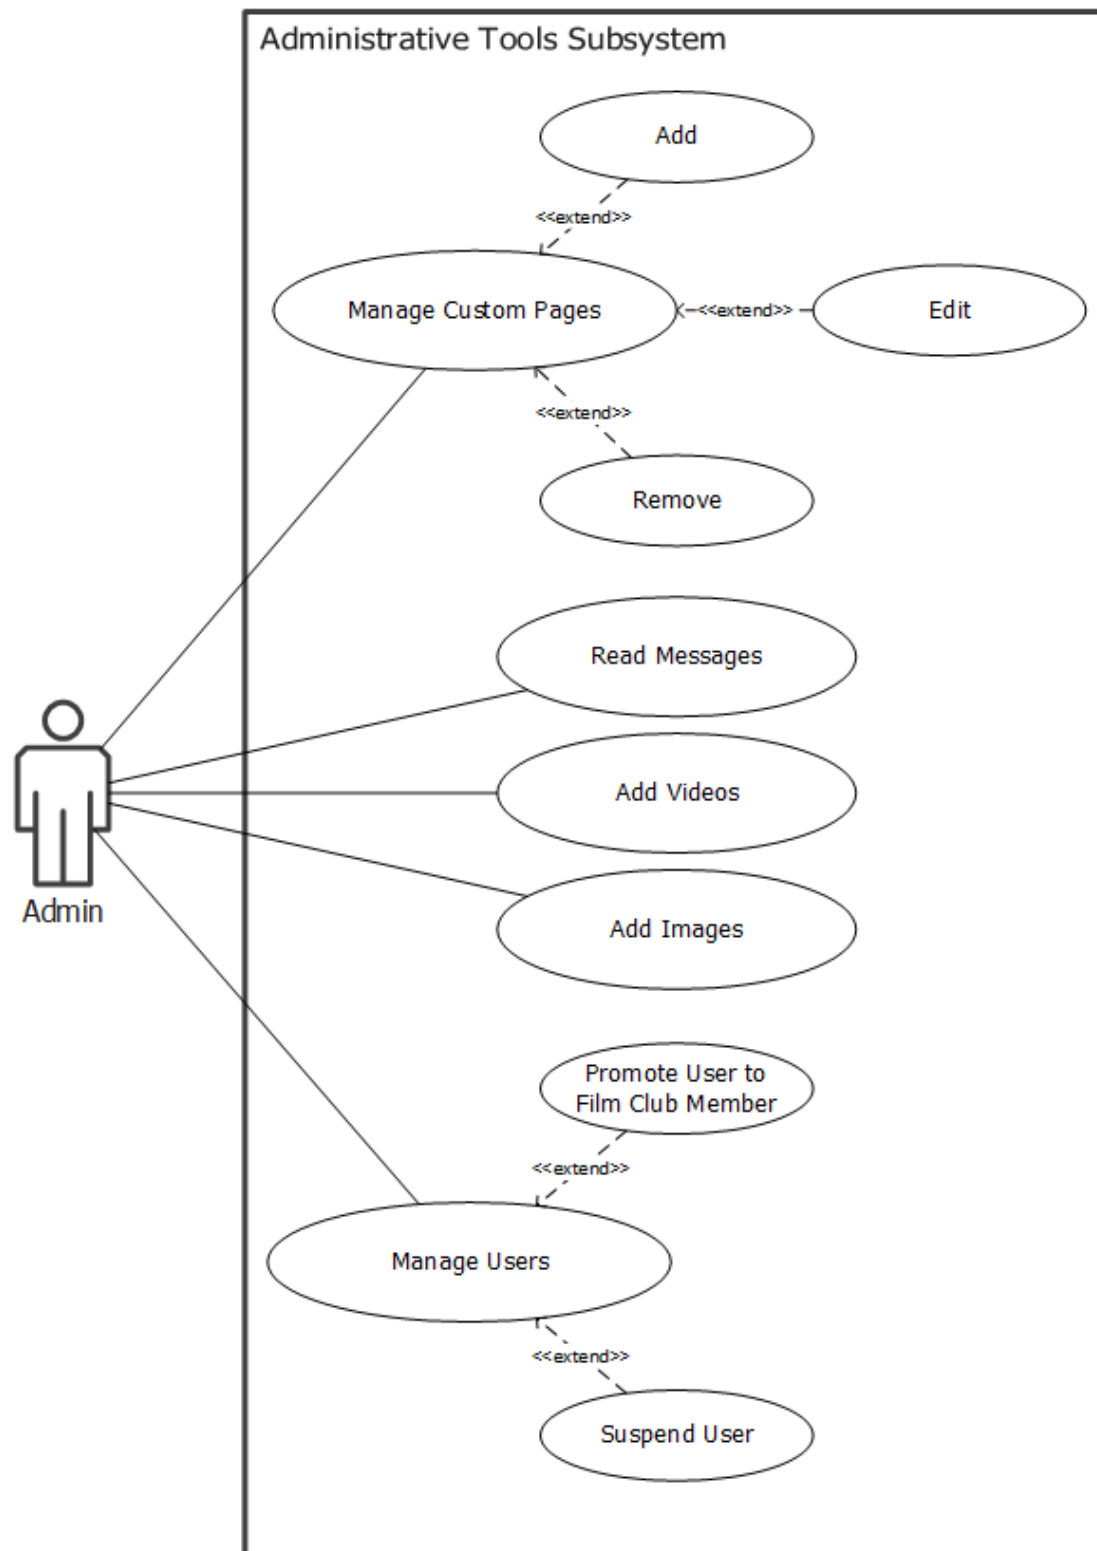 Administrative Tools Subsystem
Add
<<extend>>
Manage Custom Pages
<<extend>>
Edit
<<extend>>
Remove
Read Messages
Add Videos
Admin
Add Images
Promote User to
Film Club Member
<<extend>>
Manage Users
<<extend>>
Suspend User